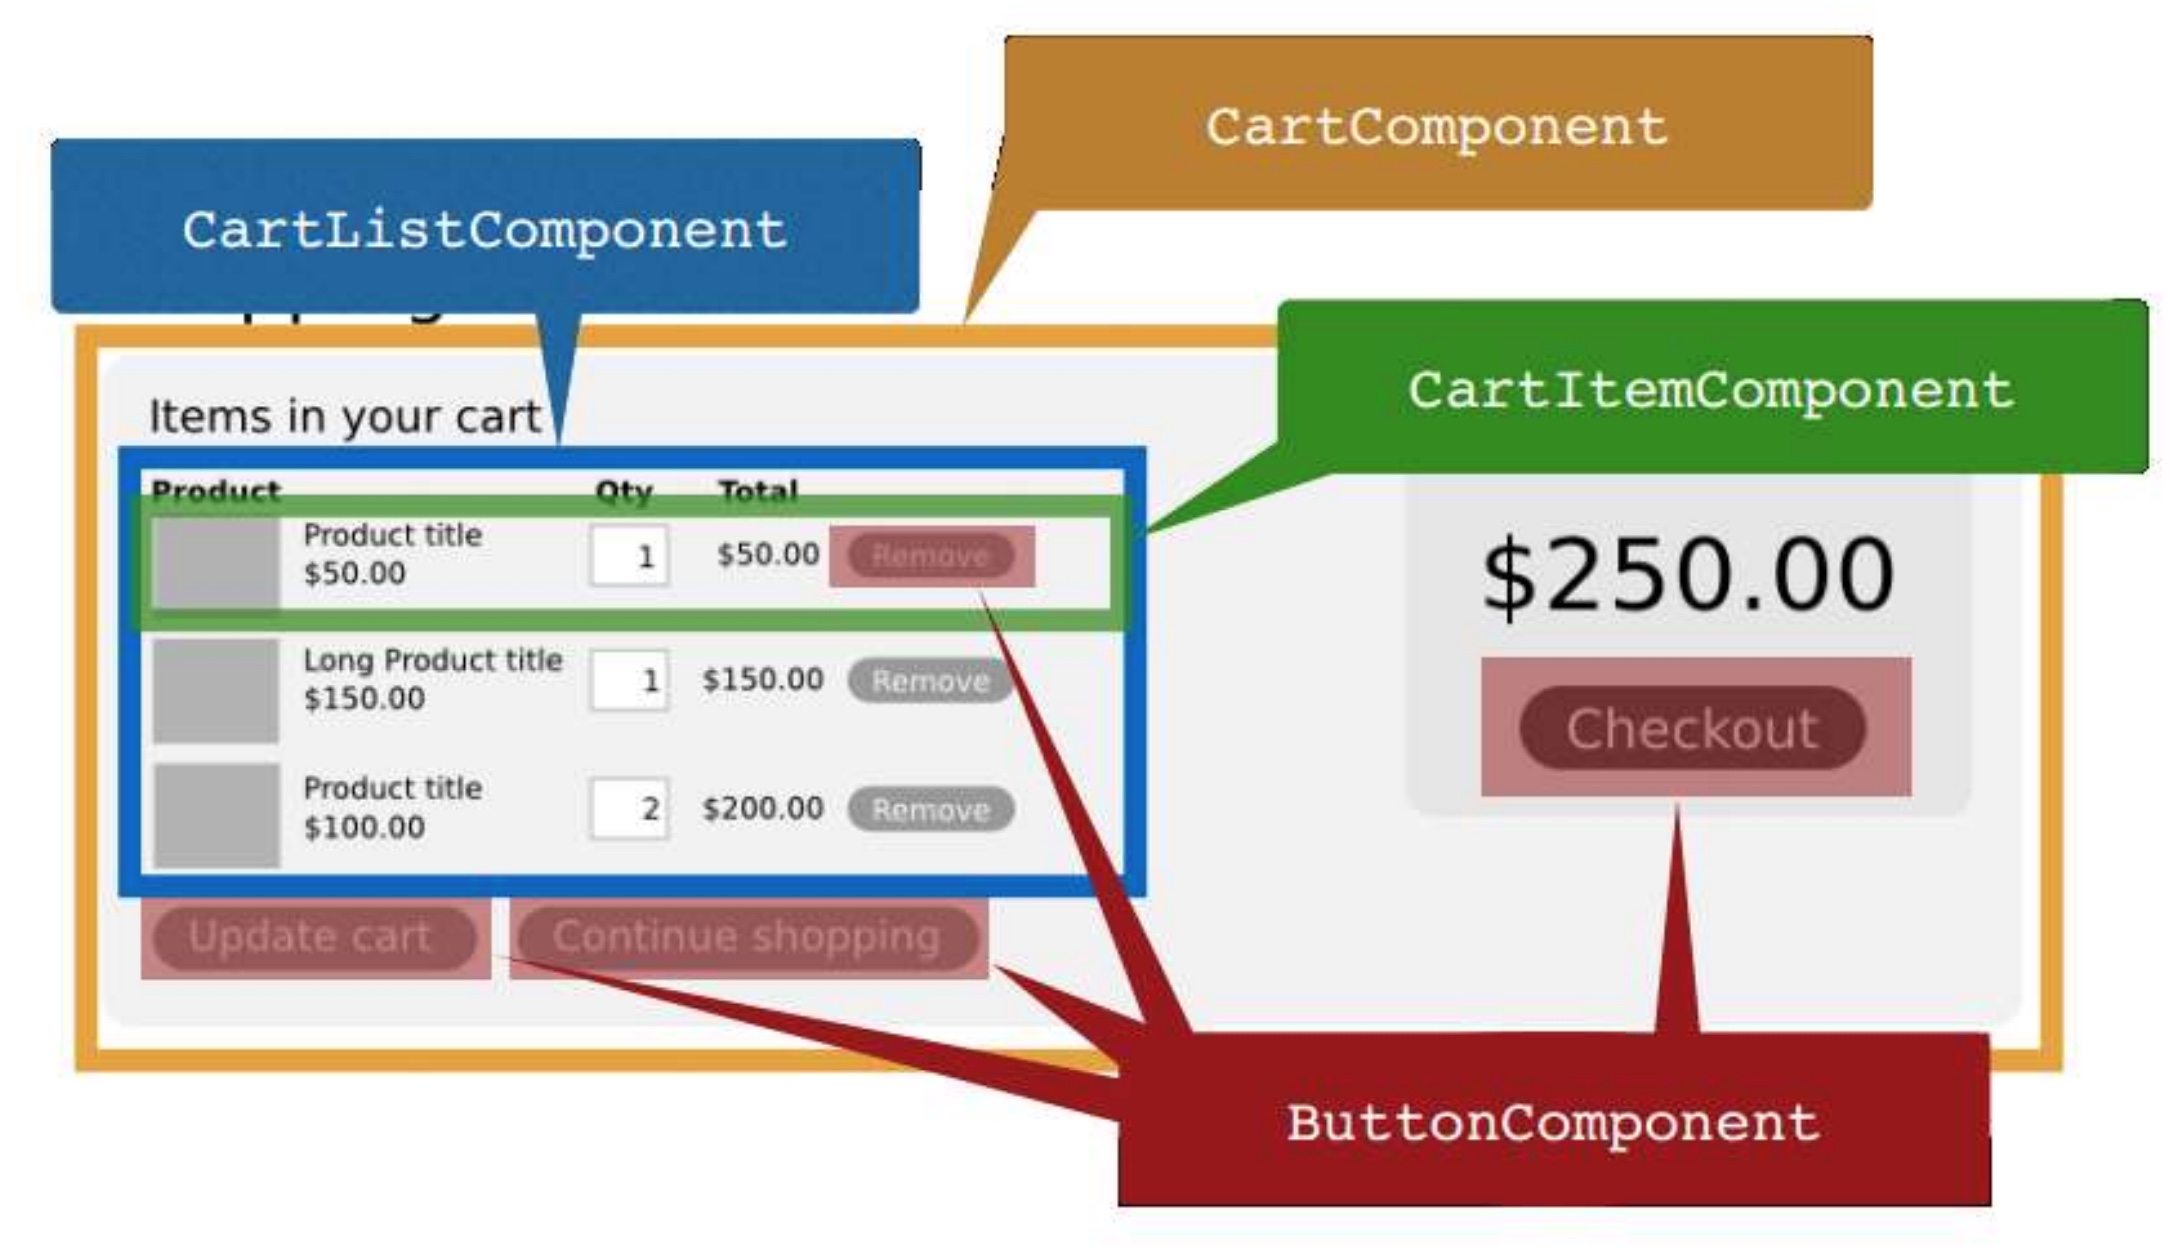 CartComponent
CartListComponent
CartItemComponent
Items in your cart
Product Qty Total
Product title
$50.00
1 $50.00 Remove
Long Product title
$150.00
1 $150.00 Remove
Product title
$100.00
2 $200.00 Remove
$250.00
Checkout
Update cart Continue shopping
ButtonComponent